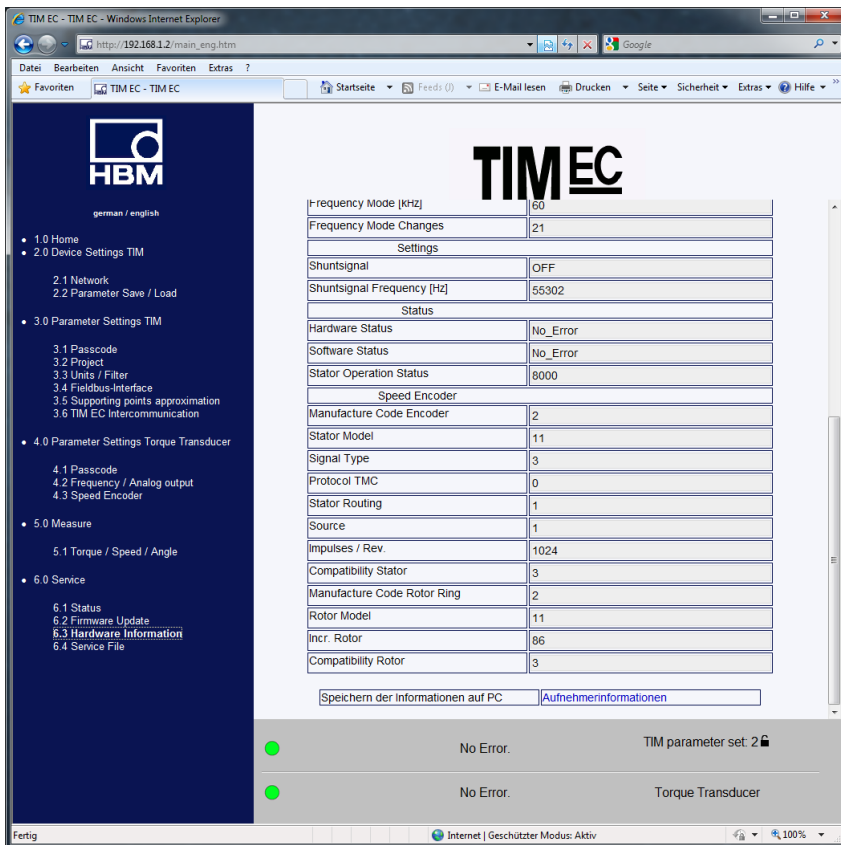 TIM EC - TIM EC - Windows Internet Explorer
http://192.168.1.2/main_eng.htm
Google
Datei Bearbeiten Ansicht Favoriten Extras ?
Favoriten TIM EC - TIM EC Startseite Feeds (J) E-Mail lesen Drucken Seite Sicherheit Extras Hilfe »
HBM
german / english
1.0 Home
2.0 Device Settings TIM
2.1 Network
2.2 Parameter Save / Load
3.0 Parameter Settings TIM
3.1 Passcode
3.2 Project
3.3 Units / Filter
3.4 Fieldbus-Interface
3.5 Supporting points approximation
3.6 TIM EC Intercommunication
4.0 Parameter Settings Torque Transducer
4.1 Passcode
4.2 Frequency / Analog output
4.3 Speed Encoder
5.0 Measure
5.1 Torque / Speed / Angle
6.0 Service
6.1 Status
6.2 Firmware Update
6.3 Hardware Information
6.4 Service File
TIM EC
Frequency Mode [kHz] 60
Frequency Mode Changes 21
Settings
Shuntsignal OFF
Shuntsignal Frequency [Hz] 55302
Status
Hardware Status No_Error
Software Status No_Error
Stator Operation Status 8000
Speed Encoder
Manufacture Code Encoder 2
Stator Model 11
Signal Type 3
Protocol TMC 0
Stator Routing 1
Source 1
Impulses / Rev. 1024
Compatibility Stator 3
Manufacture Code Rotor Ring 2
Rotor Model 11
Incr. Rotor 86
Compatibility Rotor 3
Speichern der Informationen auf PC Aufnehmerinformationen
No Error. TIM parameter set: 2
No Error. Torque Transducer
Fertig Internet | Geschützter Modus: Aktiv 100%